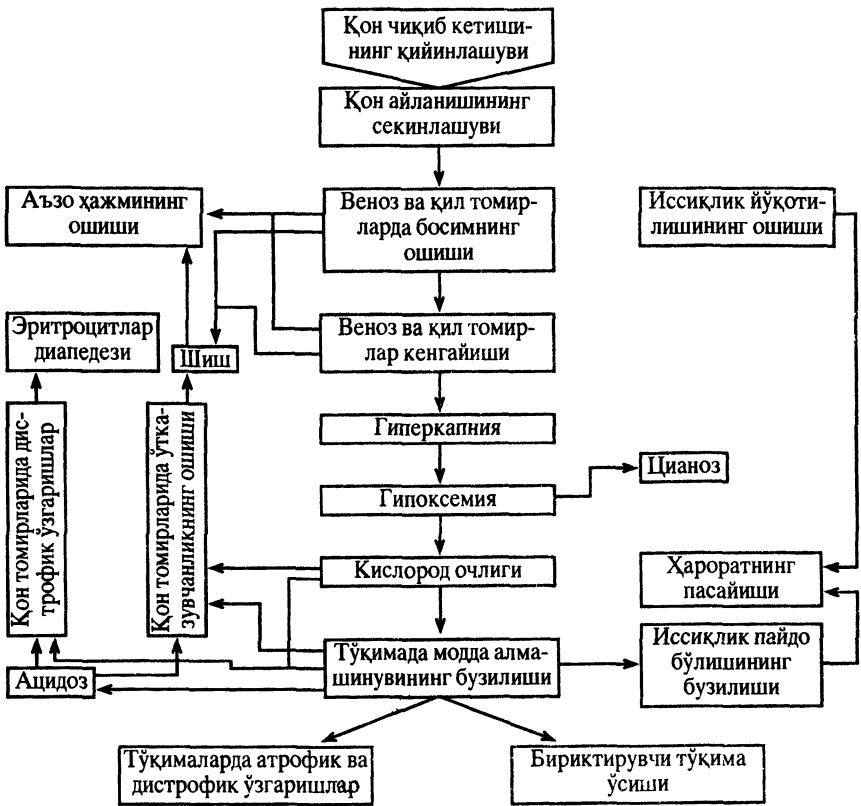 Қон чиқиб кетиши-
нинг қийинлашуви
Қон айланишининг
секинлашуви
Аъзо ҳажмининг
ошиши
Веноз ва қил томир-
ларда босимнинг
ошиши
Иссиқлик йўқоти-
лишининг ошиши
Эритроцитлар
диапедези
Шиш
Веноз ва қил томир-
лар кенгайиши
Гиперкапния
Цианоз
Гипоксемия
Қон томирларида дис-
трофик ўзгаришлар
Қон томирларида ўтка-
зувчанликнинг ошиши
Кислород очлиги
Ҳароратнинг
пасайиши
Ацидоз
Тўқимада модда алма-
шинувининг бузилиши
Иссиқлик пайдо
бўлишининг
бузилиши
Тўқималарда атрофик ва
дистрофик ўзгаришлар
Бириктирувчи тўқима
ўсиши